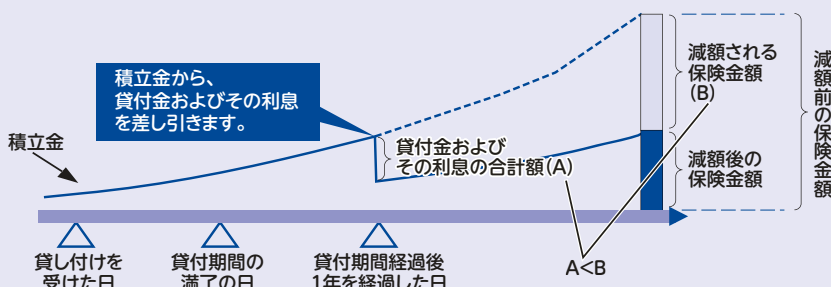 積立金から、
貸付金およびその利息
を差し引きます。
積立金
貸付金および
その利息の合計額(A)
減額される
保険金額
(B)
減額後の
保険金額
減額前の保険金額
貸し付けを
受けた日
貸付期間の
満了の日
貸付期間経過後
1年を経過した日
A<B